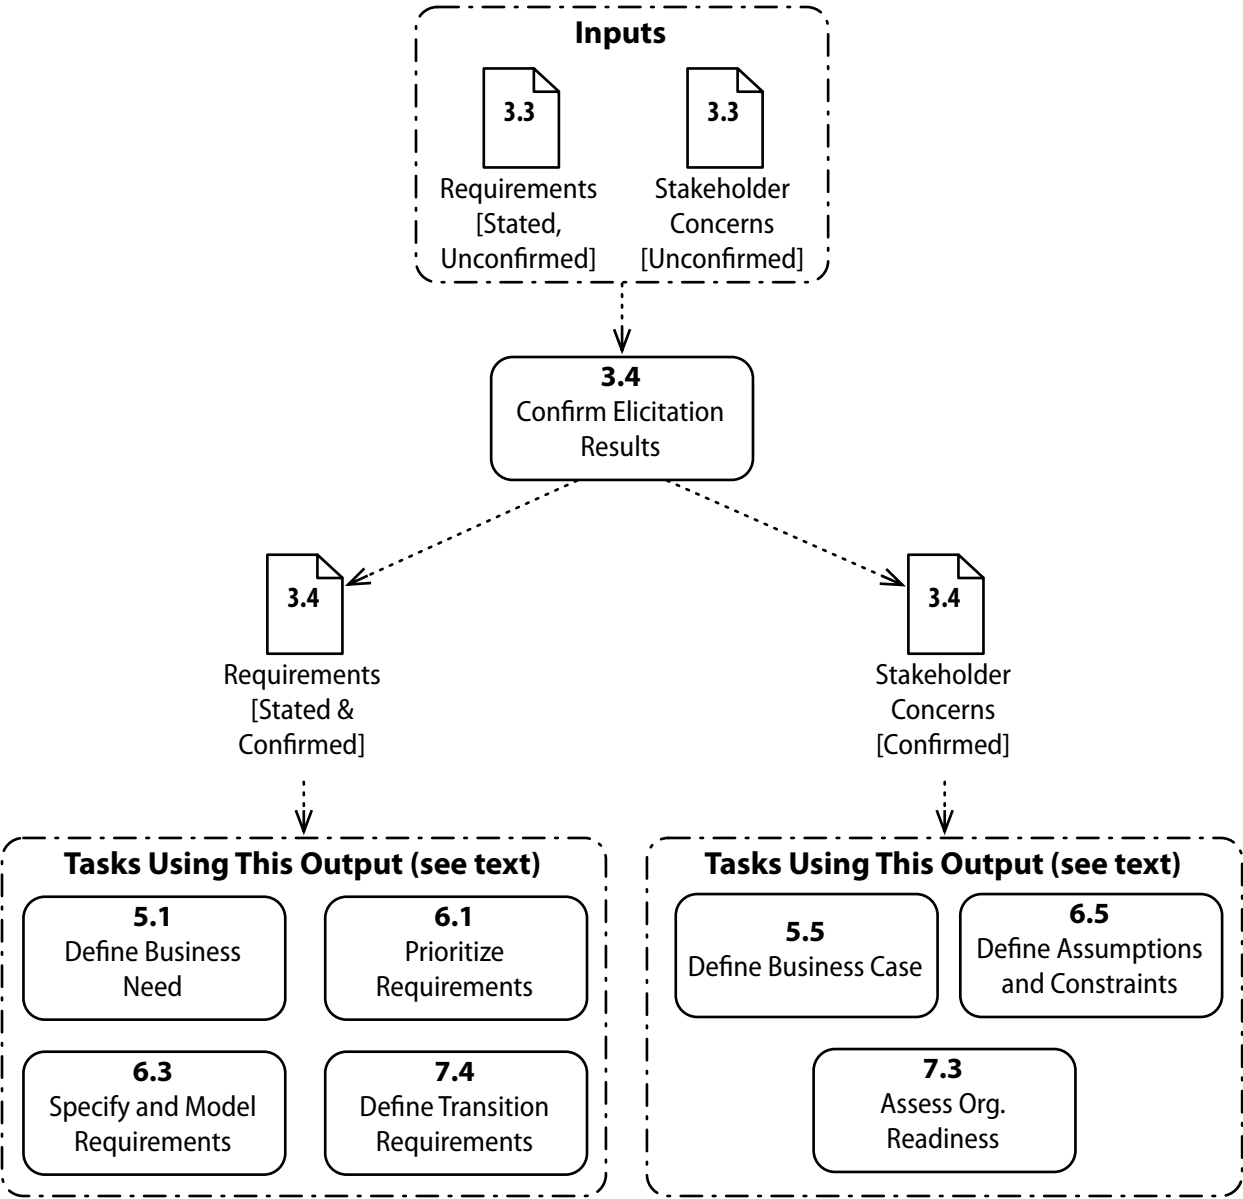 Inputs
3.3
Requirements
[Stated,
Unconfirmed]
3.3
Stakeholder
Concerns
[Unconfirmed]
3.4
Confirm Elicitation
Results
3.4
Requirements
[Stated &
Confirmed]
3.4
Stakeholder
Concerns
[Confirmed]
Tasks Using This Output (see text)
5.1
Define Business
Need
6.1
Prioritize
Requirements
6.3
Specify and Model
Requirements
7.4
Define Transition
Requirements
Tasks Using This Output (see text)
5.5
Define Business Case
6.5
Define Assumptions
and Constraints
7.3
Assess Org.
Readiness